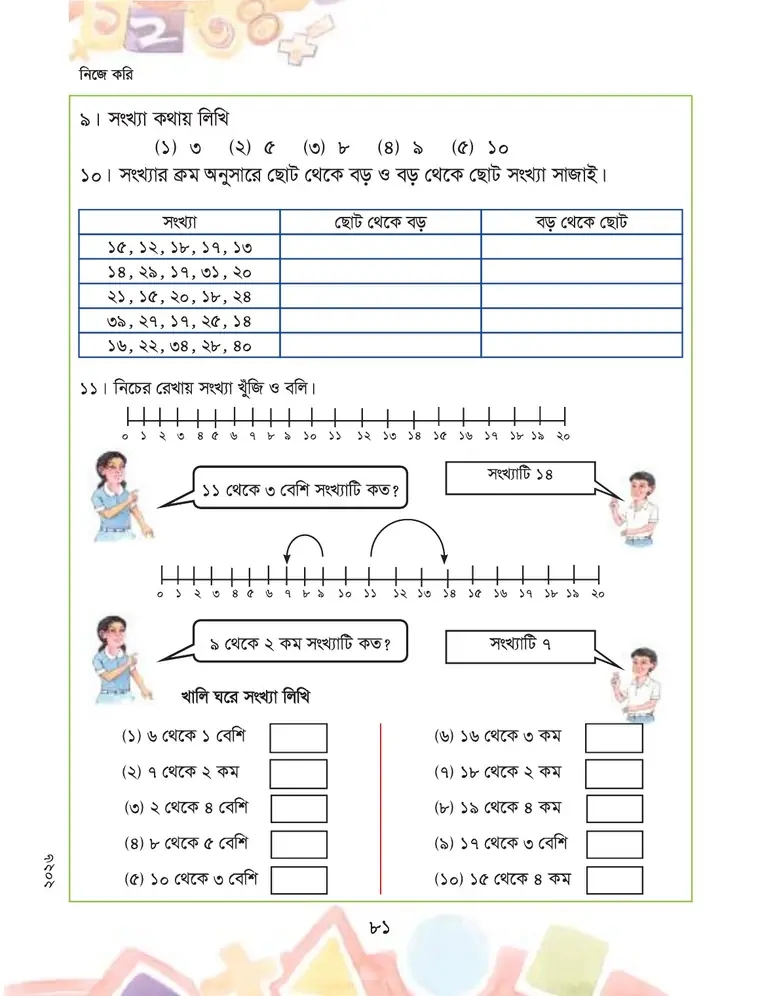 নিজে করি
৯। সংখ্যা কথায় লিখি
(১) ৩ (২) ৫ (৩) ৮ (৪) ৯ (৫) ১০
১০। সংখ্যার ক্রম অনুসারে ছোট থেকে বড় ও বড় থেকে ছোট সংখ্যা সাজাই।
সংখ্যা ছোট থেকে বড় বড় থেকে ছোট
১৫, ১২, ১৮, ১৭, ১৩
১৪, ২৯, ১৭, ৩১, ২০
২১, ১৫, ২০, ১৮, ২৪
৩৯, ২৭, ১৭, ২৫, ১৪
১৬, ২২, ৩৪, ২৮, ৪০
১১। নিচের রেখায় সংখ্যা খুঁজি ও বলি।
০ ১ ২ ৩ ৪ ৫ ৬ ৭ ৮ ৯ ১০ ১১ ১২ ১৩ ১৪ ১৫ ১৬ ১৭ ১৮ ১৯ ২০
১১ থেকে ৩ বেশি সংখ্যাটি কত?
সংখ্যাটি ১৪
০ ১ ২ ৩ ৪ ৫ ৬ ৭ ৮ ৯ ১০ ১১ ১২ ১৩ ১৪ ১৫ ১৬ ১৭ ১৮ ১৯ ২০
৯ থেকে ২ কম সংখ্যাটি কত?
সংখ্যাটি ৭
খালি ঘরে সংখ্যা লিখি
(১) ৬ থেকে ১ বেশি
(২) ৭ থেকে ২ কম
(৩) ২ থেকে ৪ বেশি
(৪) ৮ থেকে ৫ বেশি
(৫) ১০ থেকে ৩ বেশি
(৬) ১৬ থেকে ৩ কম
(৭) ১৮ থেকে ২ কম
(৮) ১৯ থেকে ৪ কম
(৯) ১৭ থেকে ৩ বেশি
(১০) ১৫ থেকে ৪ কম
২০২৬
৮১